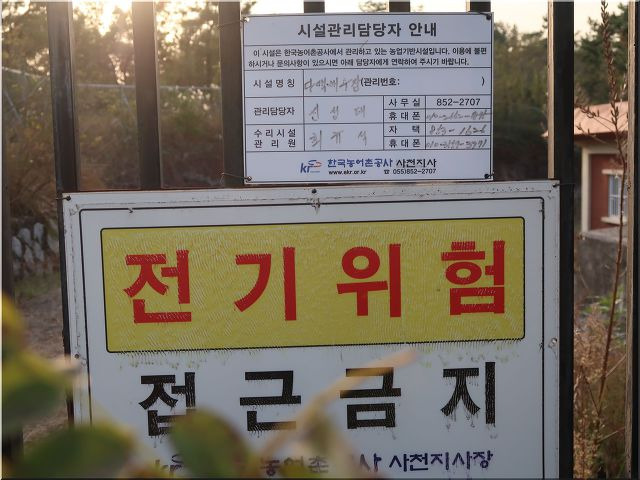 시설관리담당자 안내
이 시설은 한국농어촌공사에서 관리하고 있는 농업기반시설입니다. 이용에 불편
하시거나 문의사항이 있으시면 아래 담당자에게 연락하여 주시기 바랍니다.
시 설 명 칭 (관리번호: )
관리담당자 사 무 실 852-2707
휴 대 폰
수 리 시 설 자 택
관 리 원 휴 대 폰
한국농어촌공사 사천지사
www.ekr.or.kr ☎ 055)852-2707
전기위험
접근금지
농어촌 사 사천지사장